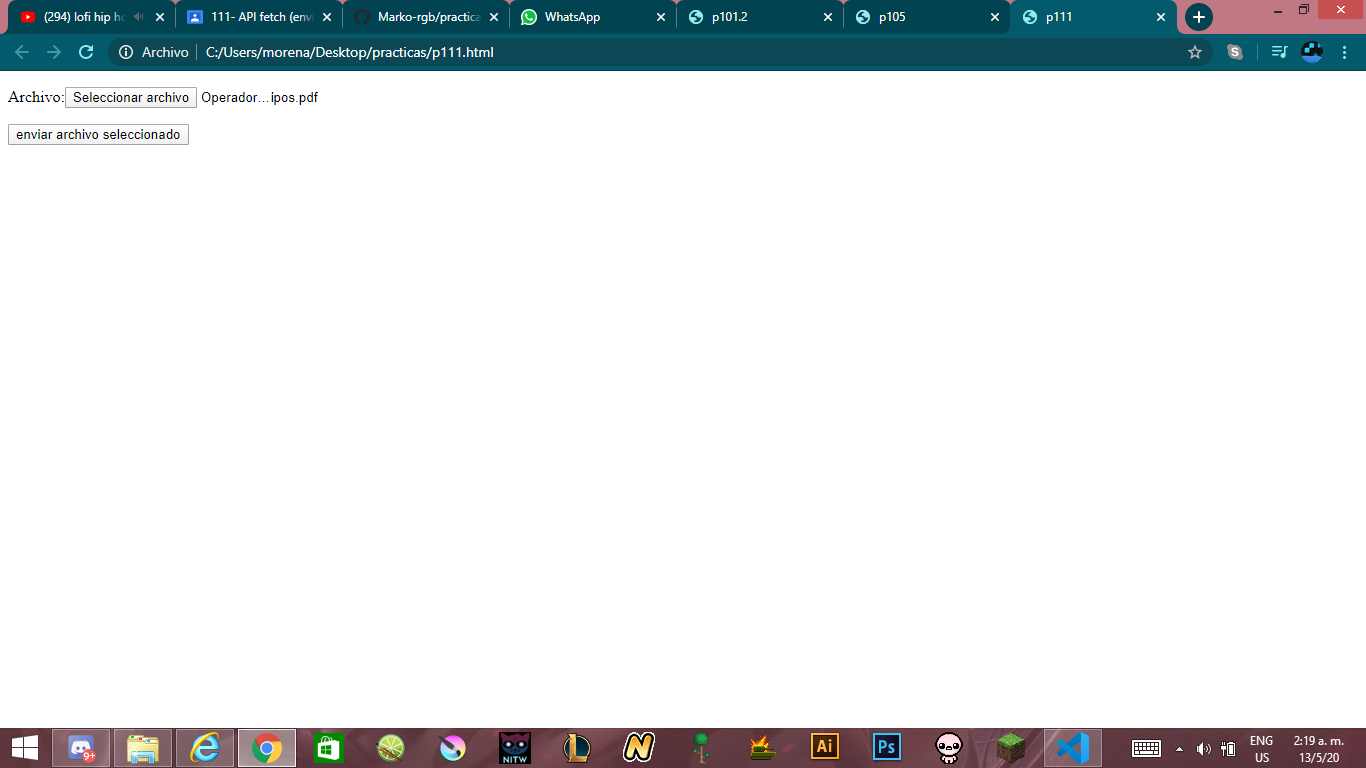 (294) lofi hip ho
111- API fetch (envi
Marko-rgb/practica
WhatsApp
p101.2
p105
p111
Archivo
C:/Users/morena/Desktop/practicas/p111.html
Archivo: Seleccionar archivo Operador...ipos.pdf
enviar archivo seleccionado
9+
NITW
L
N
Ai
Ps
ENG
US
2:19 a. m.
13/5/20